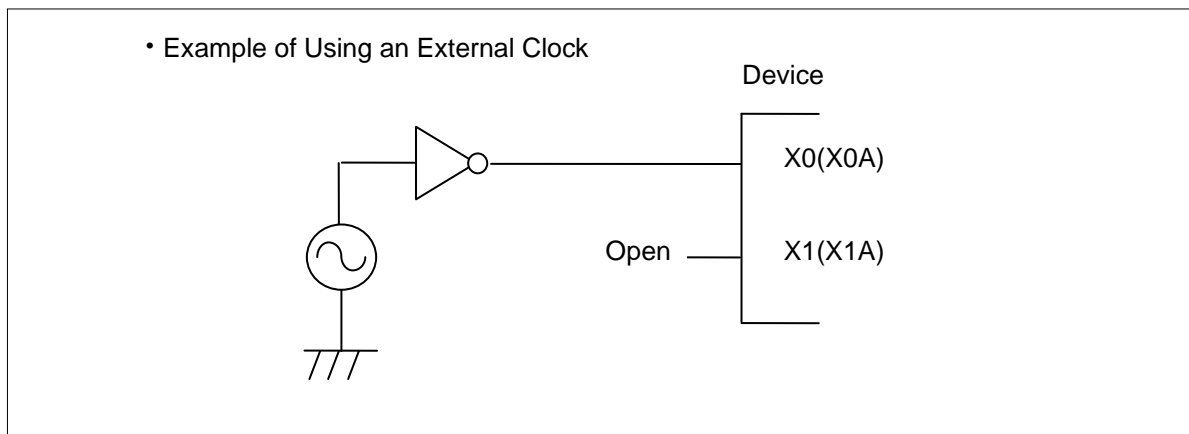 • Example of Using an External Clock
Device
X0(X0A)
Open
X1(X1A)